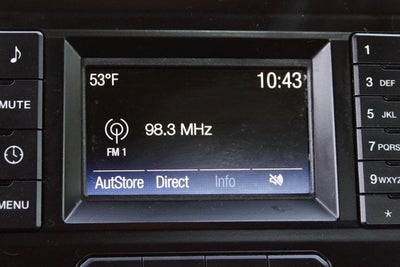 MUTE
MENU
53°F 10:43
98.3 MHz
FM 1
AutStore Direct Info
1
3 DEF
5 JKL
7 PQRS
9 WXYZ
*